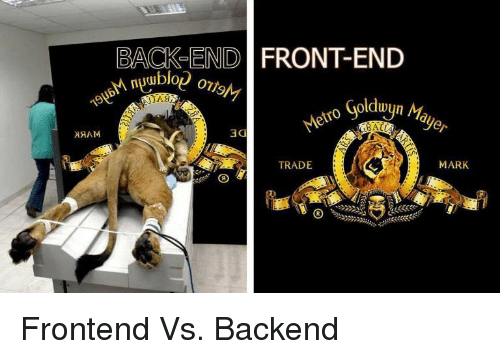 BACK-END
Metro Goldwyn Mayer
MARK
DE
®
FRONT-END
Metro Goldwyn Mayer
ARS GRATIA ARTIS
TRADE
MARK
®
Frontend Vs. Backend